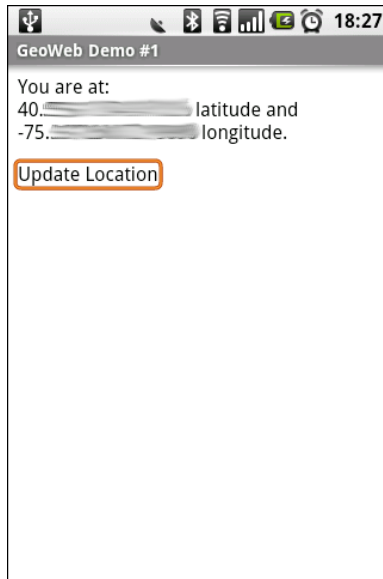 18:27
GeoWeb Demo #1
You are at:
40. latitude and
-75. longitude.
Update Location